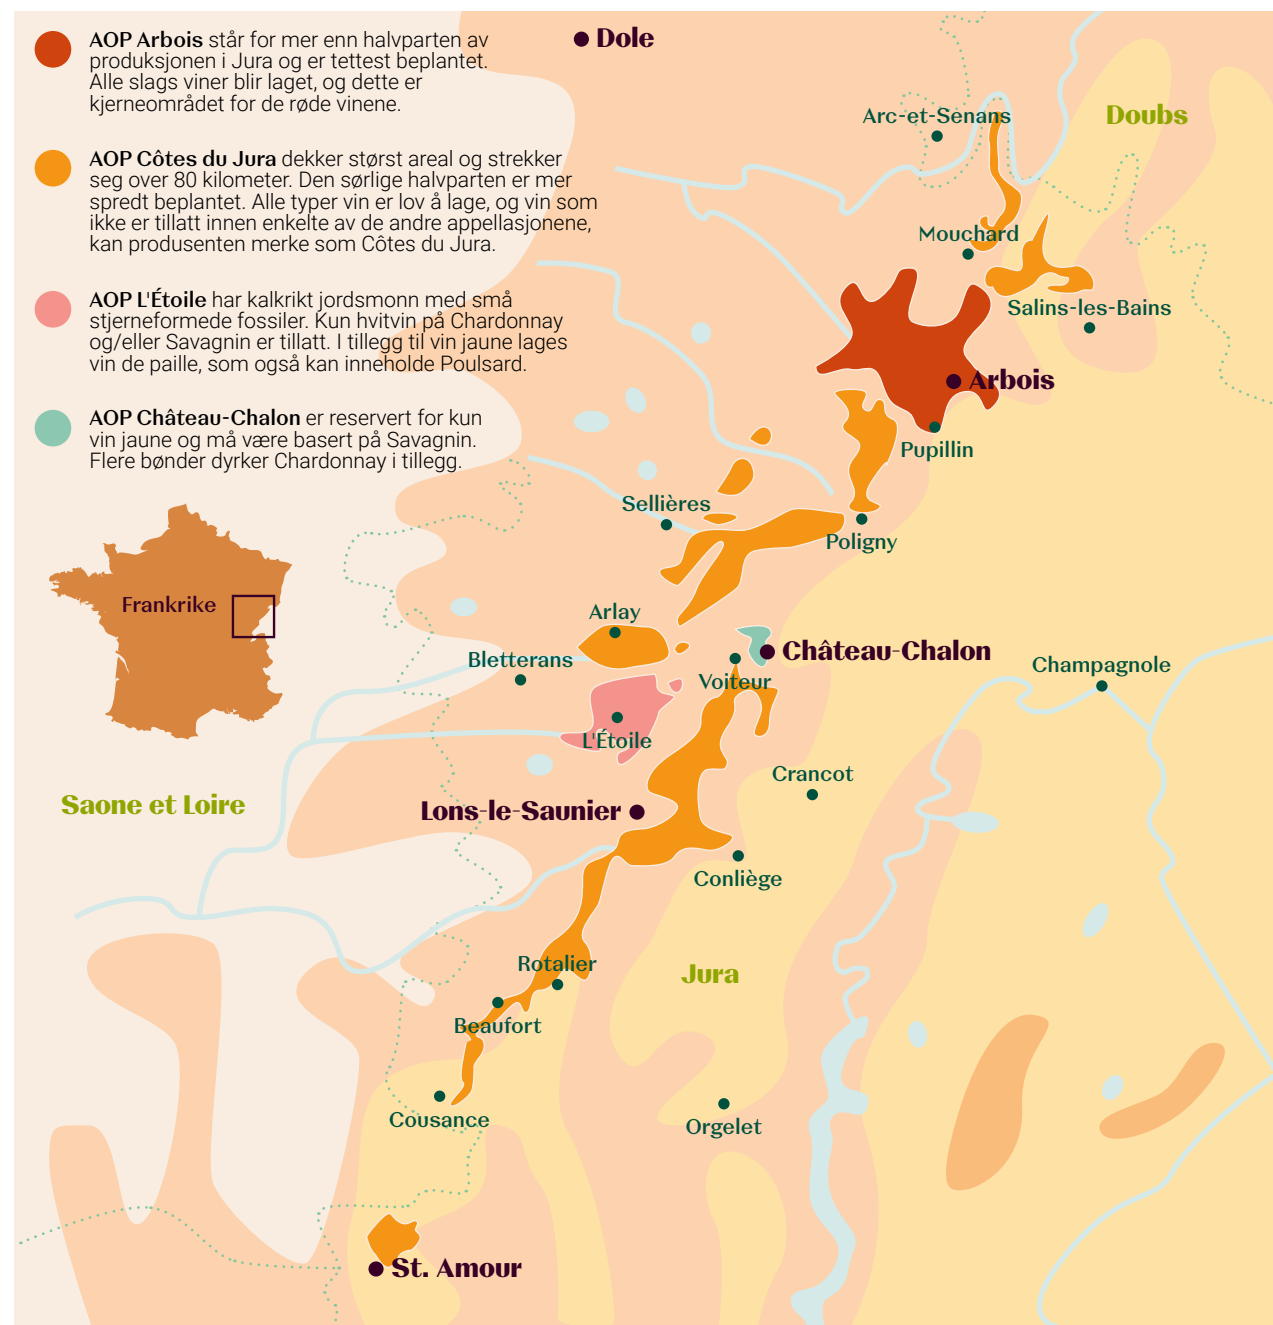 AOP Arbois står for mer enn halvparten av
produksjonen i Jura og er tettest beplantet.
Alle slags viner blir laget, og dette er
kjerneområdet for de røde vinene.
AOP Côtes du Jura dekker størst areal og strekker
seg over 80 kilometer. Den sørlige halvparten er mer
spredt beplantet. Alle typer vin er lov å lage, og vin som
ikke er tillatt innen enkelte av de andre appellasjonene,
kan produsenten merke som Côtes du Jura.
AOP L'Étoile har kalkrikt jordsmonn med små
stjerneformede fossiler. Kun hvitvin på Chardonnay
og/eller Savagnin er tillatt. I tillegg til vin jaune lages
vin de paille, som også kan inneholde Poulsard.
AOP Château-Chalon er reservert for kun
vin jaune og må være basert på Savagnin.
Flere bønder dyrker Chardonnay i tillegg.
Dole
Arc-et-Senans
Doubs
Mouchard
Salins-les-Bains
Arbois
Pupillin
Sellières
Poligny
Frankrike
Arlay
Château-Chalon
Bletterans
Champagnole
Voiteur
L'Étoile
Crancot
Saone et Loire
Lons-le-Saunier
Conliège
Rotalier
Jura
Beaufort
Cousance
Orgelet
St. Amour